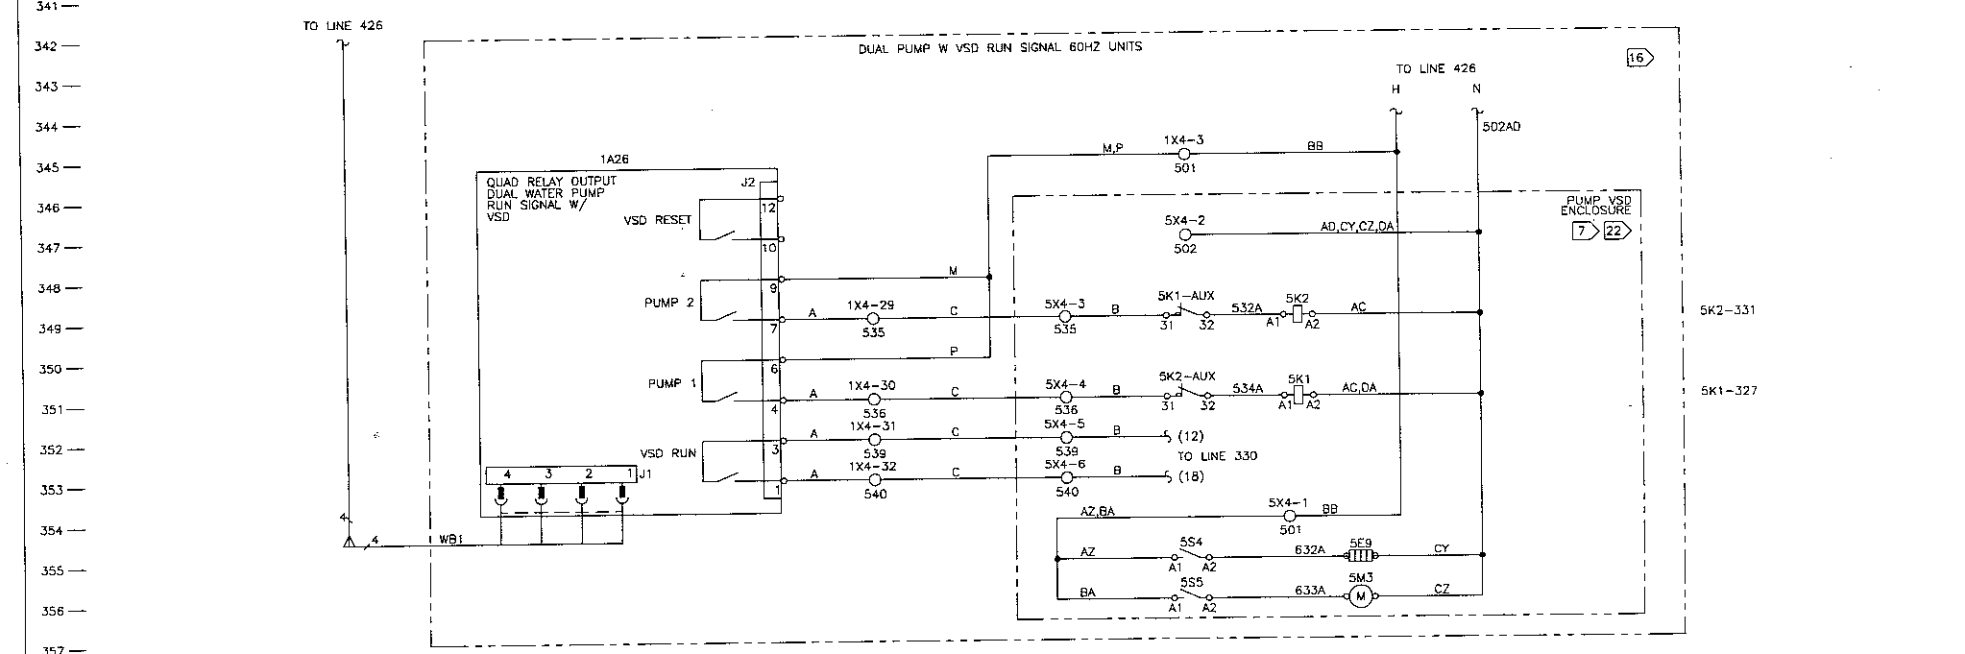 341
TO LINE 426
342
DUAL PUMP W VSD RUN SIGNAL 60HZ UNITS
16
TO LINE 426
343
H N
344
502AD
1X4-3
M,P BB
345
501
1A26
QUAD RELAY OUTPUT
DUAL WATER PUMP
RUN SIGNAL W/
VSD
J2
346
12
VSD RESET
PUMP VSD
ENCLOSURE
7 22
5X4-2
AD,CY,CZ,DA
502
347
10
348
M
9
PUMP 2
A 1X4-29 C 5X4-3 B 5K1-AUX 532A 5K2 AC
5K2-331
349
7 535 535 31 32 A1 A2
350
P
6
PUMP 1
A 1X4-30 C 5X4-4 B 5K2-AUX 534A 5K1 AC,DA
5K1-327
351
4 536 536 31 32 A1 A2
A 1X4-31 C 5X4-5 B (12)
352
3 539 539
VSD RUN
TO LINE 330
A 1X4-32 C 5X4-6 B (18)
353
4 3 2 1 J1
1 540 540
5X4-1
AZ,BA BB
501
354
4
4 WB1
AZ 5S4 632A 5E9 CY
A1 A2
355
BA 5S5 633A 5M3 CZ
M
A1 A2
356
357